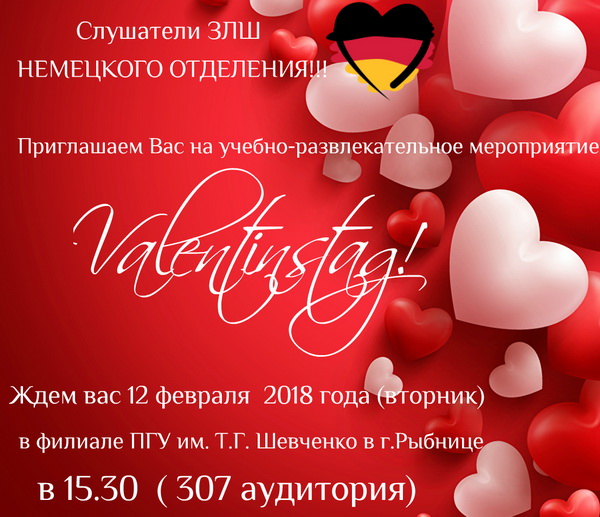 Слушатели ЗЛШ
НЕМЕЦКОГО ОТДЕЛЕНИЯ!!!
Приглашаем Вас на учебно-развлекательное мероприятие
Valentinstag!
Ждем вас 12 февраля 2018 года (вторник)
в филиале ПГУ им. Т.Г. Шевченко в г.Рыбнице
в 15.30 ( 307 аудитория)